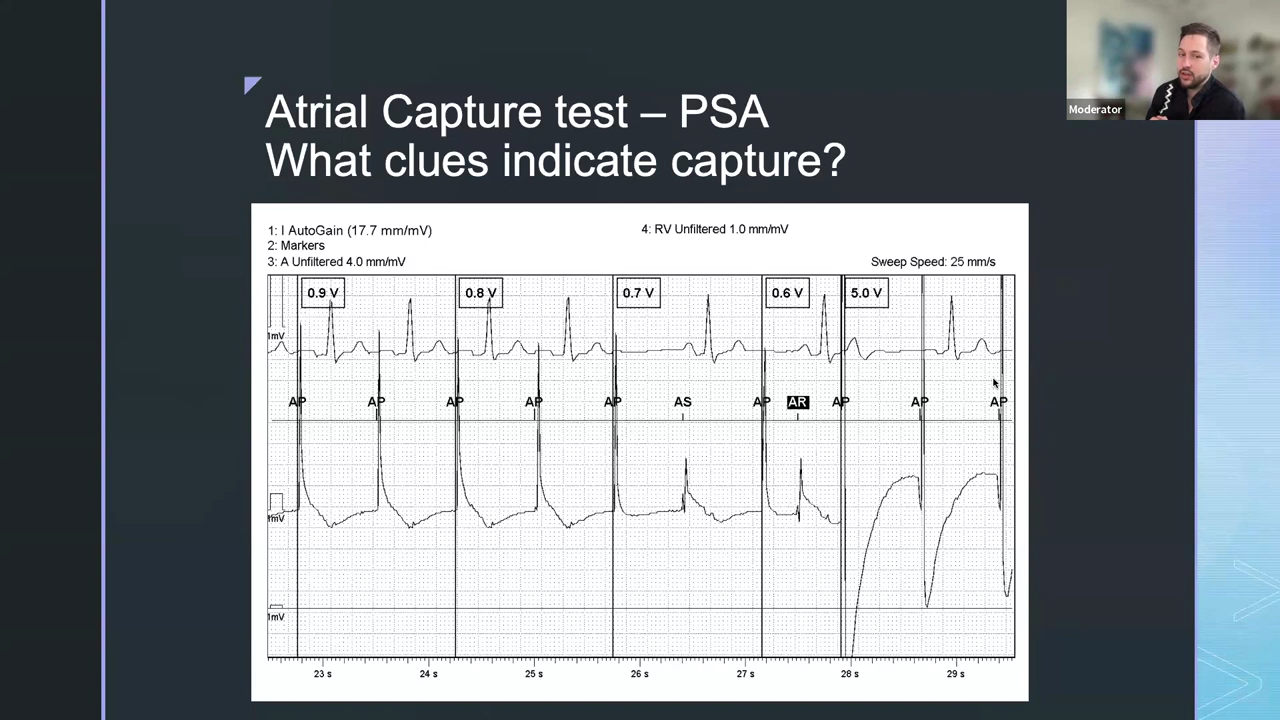 Moderator
Atrial Capture test – PSA
What clues indicate capture?
1: I AutoGain (17.7 mm/mV)
2: Markers
3: A Unfiltered 4.0 mm/mV
4: RV Unfiltered 1.0 mm/mV
Sweep Speed: 25 mm/s
0.9 V 0.8 V 0.7 V 0.6 V 5.0 V
1mV
AP AP AP AP AP AS AP AR AP AP AP
1mV
1mV
23 s 24 s 25 s 26 s 27 s 28 s 29 s